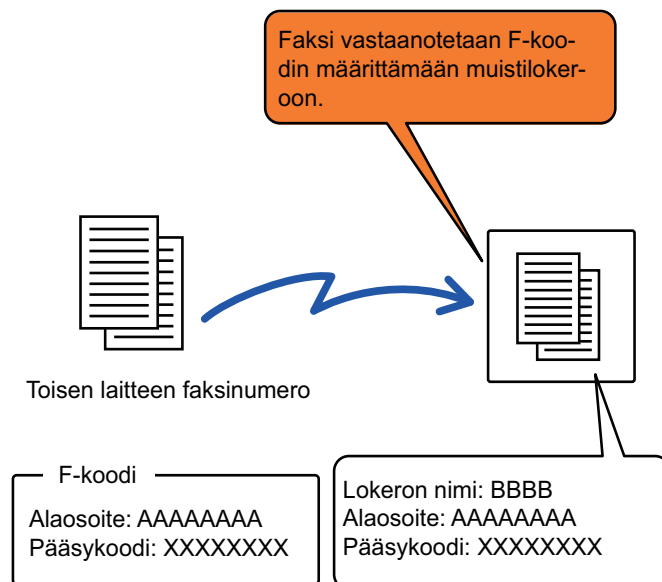 Faksi vastaanotetaan F-koo-
din määrittämään muistiloker-
oon.
Toisen laitteen faksinumero
F-koodi
Alaosoite: AAAAAAAA
Pääsykoodi: XXXXXXXX
Lokeron nimi: BBBB
Alaosoite: AAAAAAAA
Pääsykoodi: XXXXXXXX